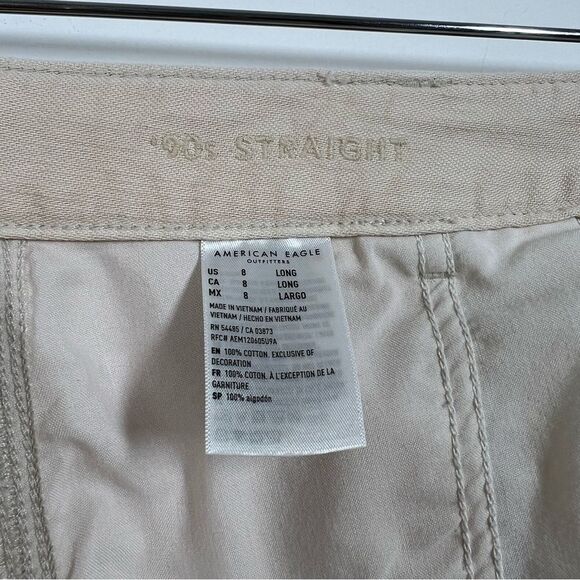 '90s STRAIGHT
AMERICAN EAGLE
OUTFITTERS
US 8 LONG
CA 8 LONG
MX 8 LARGO
MADE IN VIETNAM / FABRIQUÉ AU
VIETNAM / HECHO EN VIETNAM
RN 54485 / CA 03873
RFC# AEM120605U9A
EN 100% COTTON. EXCLUSIVE OF
DECORATION
FR 100% COTON. À L'EXCEPTION DE LA
GARNITURE
SP 100% algodón